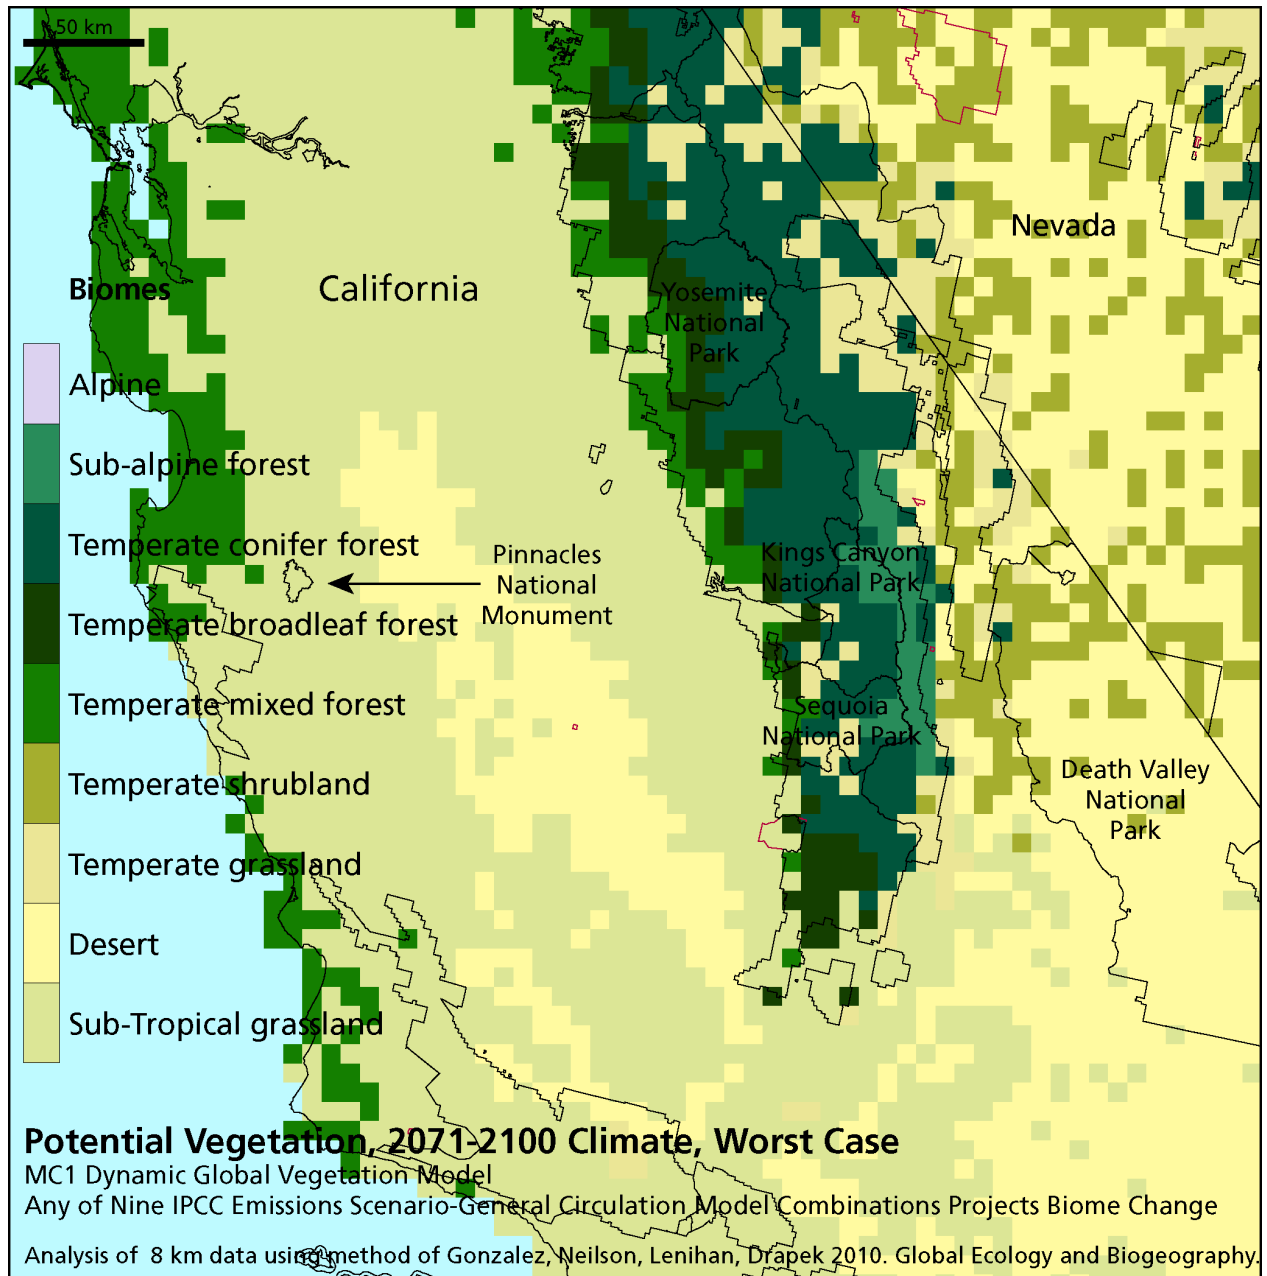 50 km
Nevada
Biomes
California
Yosemite
National
Park
Alpine
Sub-alpine forest
Temperate conifer forest
Pinnacles
National
Monument
Kings Canyon
National Park
Temperate broadleaf forest
Temperate mixed forest
Sequoia
National Park
Temperate shrubland
Death Valley
National
Park
Temperate grassland
Desert
Sub-Tropical grassland
Potential Vegetation, 2071-2100 Climate, Worst Case
MC1 Dynamic Global Vegetation Model
Any of Nine IPCC Emissions Scenario-General Circulation Model Combinations Projects Biome Change
Analysis of 8 km data using method of Gonzalez, Neilson, Lenihan, Drapek 2010. Global Ecology and Biogeography.